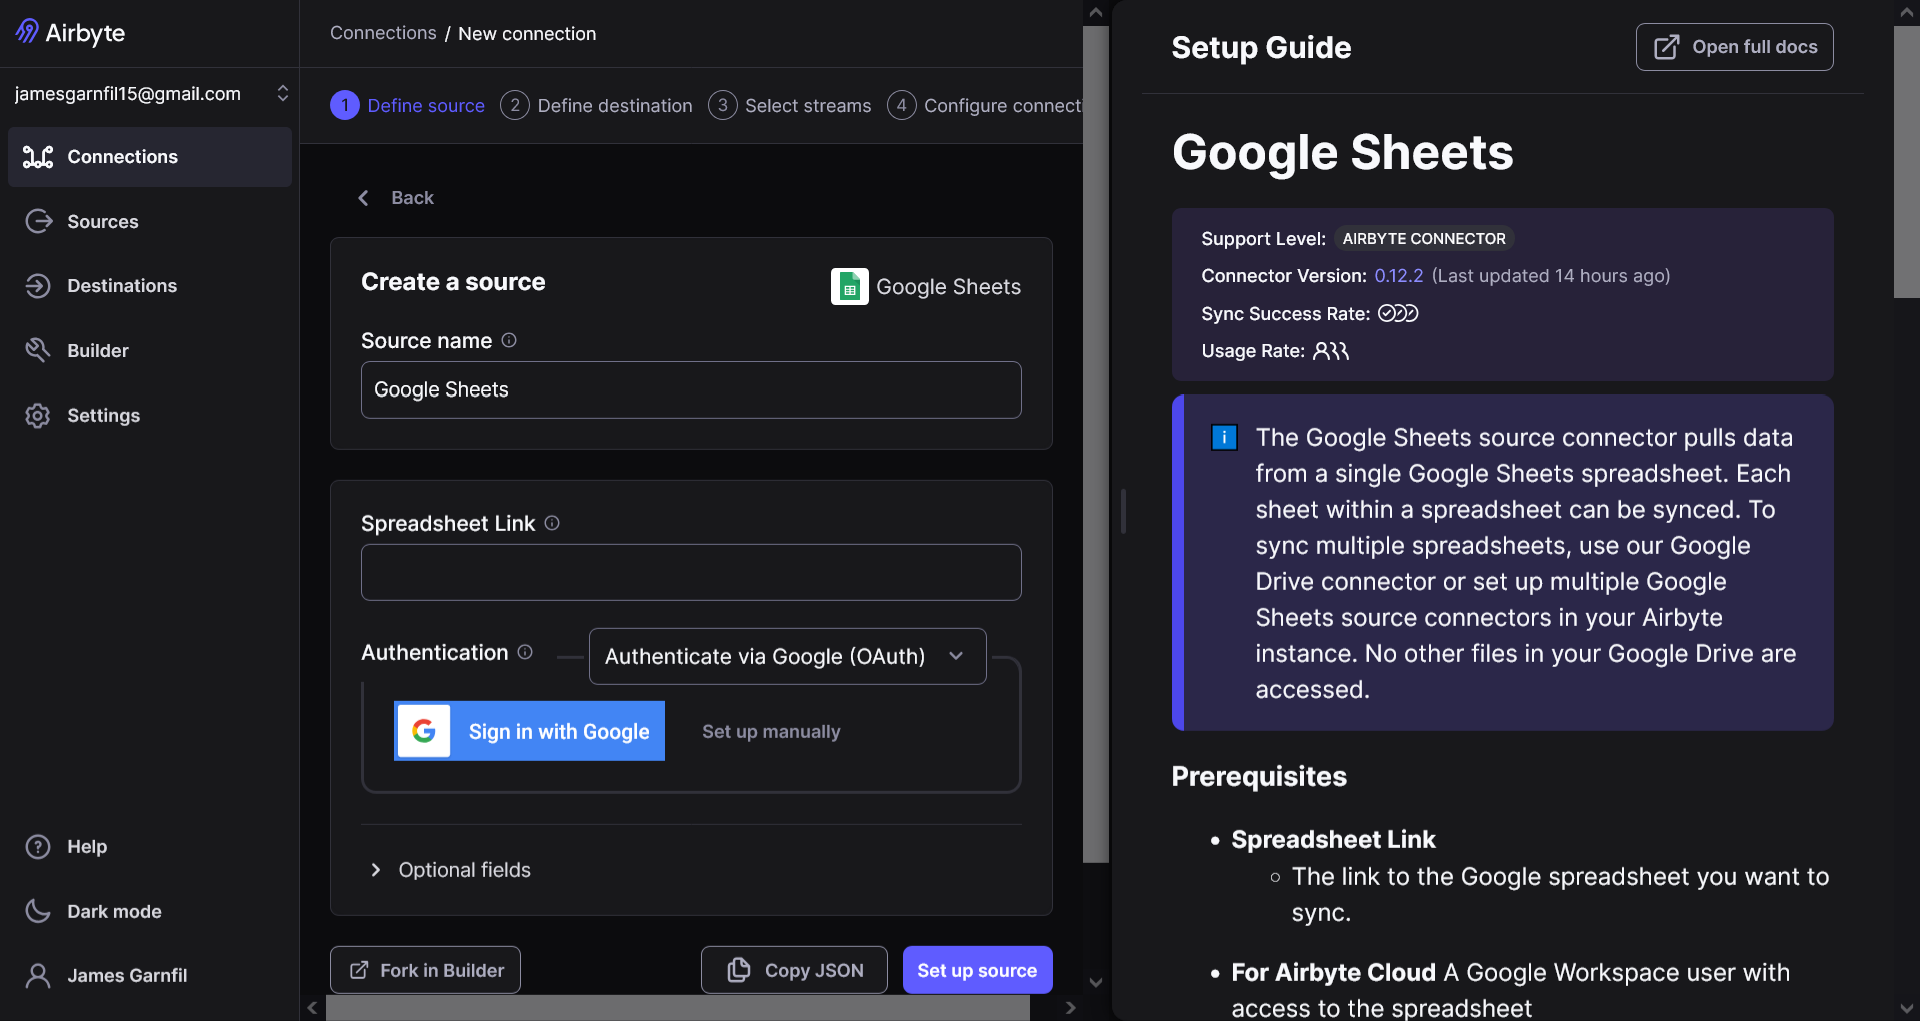 Airbyte
jamesgarnfil15@gmail.com
Connections
Sources
Destinations
Builder
Settings
Help
Dark mode
James Garnfil
Connections / New connection
1 Define source 2 Define destination 3 Select streams 4 Configure connecti
Back
Create a source
Google Sheets
Source name
Google Sheets
Spreadsheet Link
Authentication
Authenticate via Google (OAuth)
Sign in with Google
Set up manually
Optional fields
Fork in Builder
Copy JSON
Set up source
Setup Guide
Open full docs
Google Sheets
Support Level: AIRBYTE CONNECTOR
Connector Version: 0.12.2 (Last updated 14 hours ago)
Sync Success Rate:
Usage Rate:
The Google Sheets source connector pulls data
from a single Google Sheets spreadsheet. Each
sheet within a spreadsheet can be synced. To
sync multiple spreadsheets, use our Google
Drive connector or set up multiple Google
Sheets source connectors in your Airbyte
instance. No other files in your Google Drive are
accessed.
Prerequisites
• Spreadsheet Link
○ The link to the Google spreadsheet you want to
sync.
• For Airbyte Cloud A Google Workspace user with
access to the spreadsheet